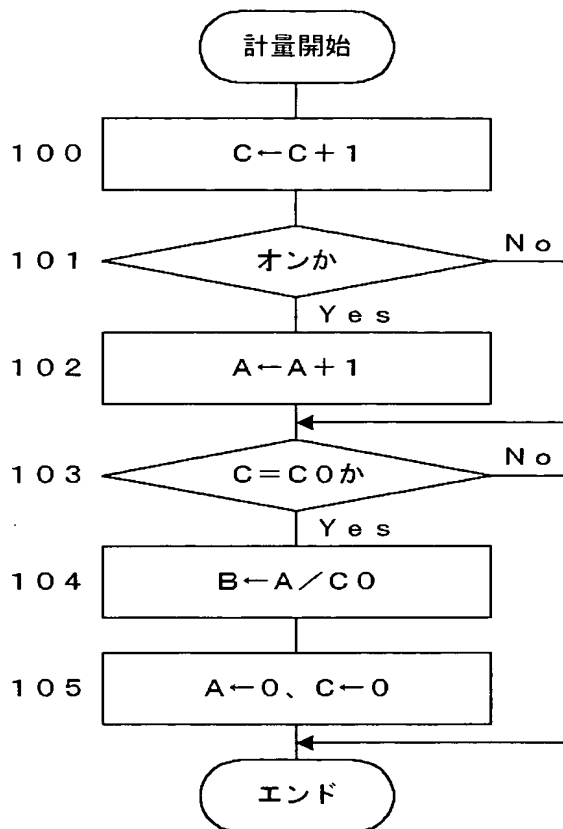 計量開始
100 C←C+1
101 オンか No
Yes
102 A←A+1
103 C=C0か No
Yes
104 B←A/C0
105 A←0、C←0
エンド